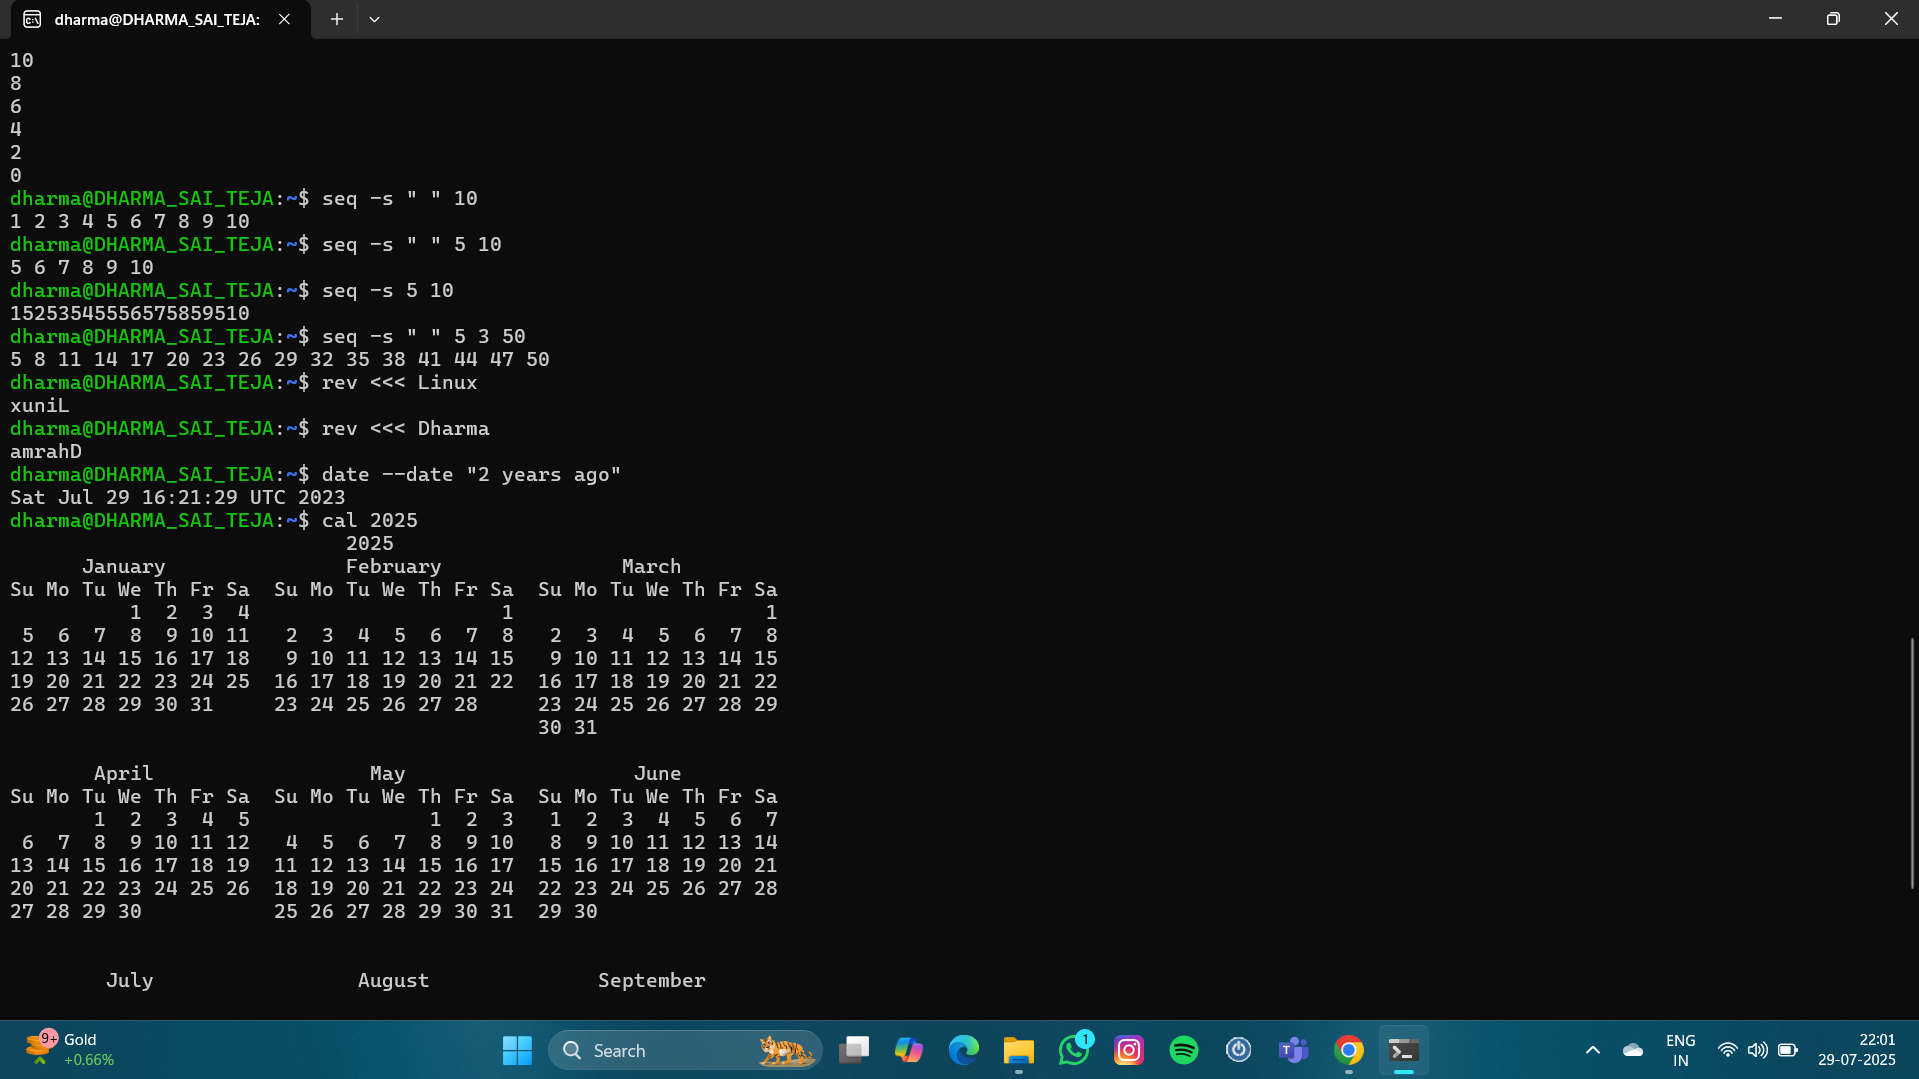 dharma@DHARMA_SAI_TEJA:
10
8
6
4
2
0
dharma@DHARMA_SAI_TEJA:~$ seq -s " " 10
1 2 3 4 5 6 7 8 9 10
dharma@DHARMA_SAI_TEJA:~$ seq -s " " 5 10
5 6 7 8 9 10
dharma@DHARMA_SAI_TEJA:~$ seq -s 5 10
15253545556575859510
dharma@DHARMA_SAI_TEJA:~$ seq -s " " 5 3 50
5 8 11 14 17 20 23 26 29 32 35 38 41 44 47 50
dharma@DHARMA_SAI_TEJA:~$ rev <<< Linux
xuniL
dharma@DHARMA_SAI_TEJA:~$ rev <<< Dharma
amrahD
dharma@DHARMA_SAI_TEJA:~$ date --date "2 years ago"
Sat Jul 29 16:21:29 UTC 2023
dharma@DHARMA_SAI_TEJA:~$ cal 2025
                            2025
      January               February               March
Su Mo Tu We Th Fr Sa  Su Mo Tu We Th Fr Sa  Su Mo Tu We Th Fr Sa
          1  2  3  4                     1                     1
 5  6  7  8  9 10 11   2  3  4  5  6  7  8   2  3  4  5  6  7  8
12 13 14 15 16 17 18   9 10 11 12 13 14 15   9 10 11 12 13 14 15
19 20 21 22 23 24 25  16 17 18 19 20 21 22  16 17 18 19 20 21 22
26 27 28 29 30 31     23 24 25 26 27 28     23 24 25 26 27 28 29
                                            30 31
       April                  May                   June
Su Mo Tu We Th Fr Sa  Su Mo Tu We Th Fr Sa  Su Mo Tu We Th Fr Sa
       1  2  3  4  5               1  2  3   1  2  3  4  5  6  7
 6  7  8  9 10 11 12   4  5  6  7  8  9 10   8  9 10 11 12 13 14
13 14 15 16 17 18 19  11 12 13 14 15 16 17  15 16 17 18 19 20 21
20 21 22 23 24 25 26  18 19 20 21 22 23 24  22 23 24 25 26 27 28
27 28 29 30           25 26 27 28 29 30 31  29 30
        July                 August              September
9+ Gold
+0.66%
Search
1
ENG
IN
22:01
29-07-2025